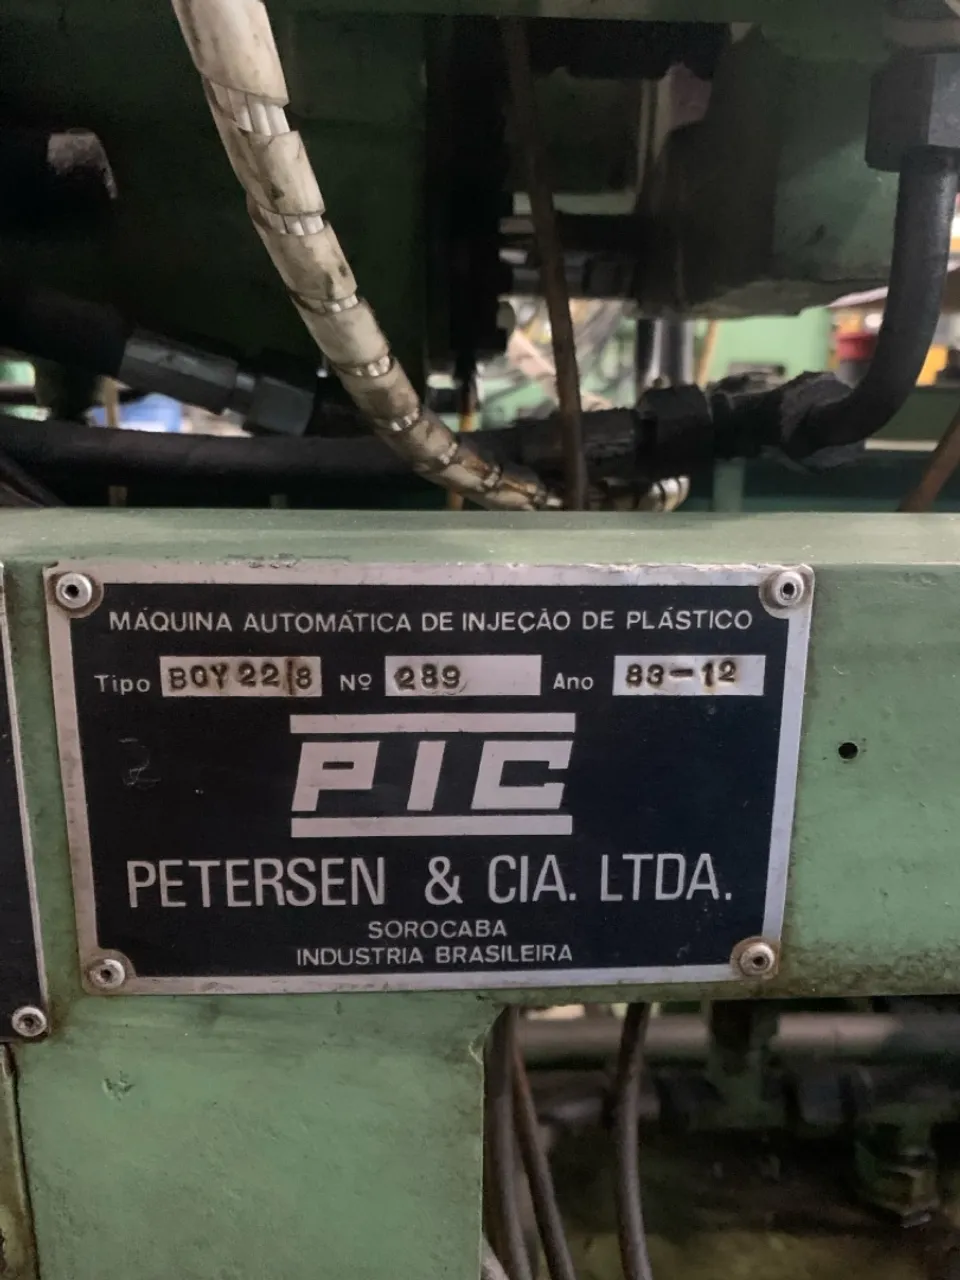 MÁQUINA AUTOMÁTICA DE INJEÇÃO DE PLÁSTICO
Tipo BOY 22/8 Nº 289 Ano 83-12
PIC
PETERSEN & CIA. LTDA.
SOROCABA
INDUSTRIA BRASILEIRA